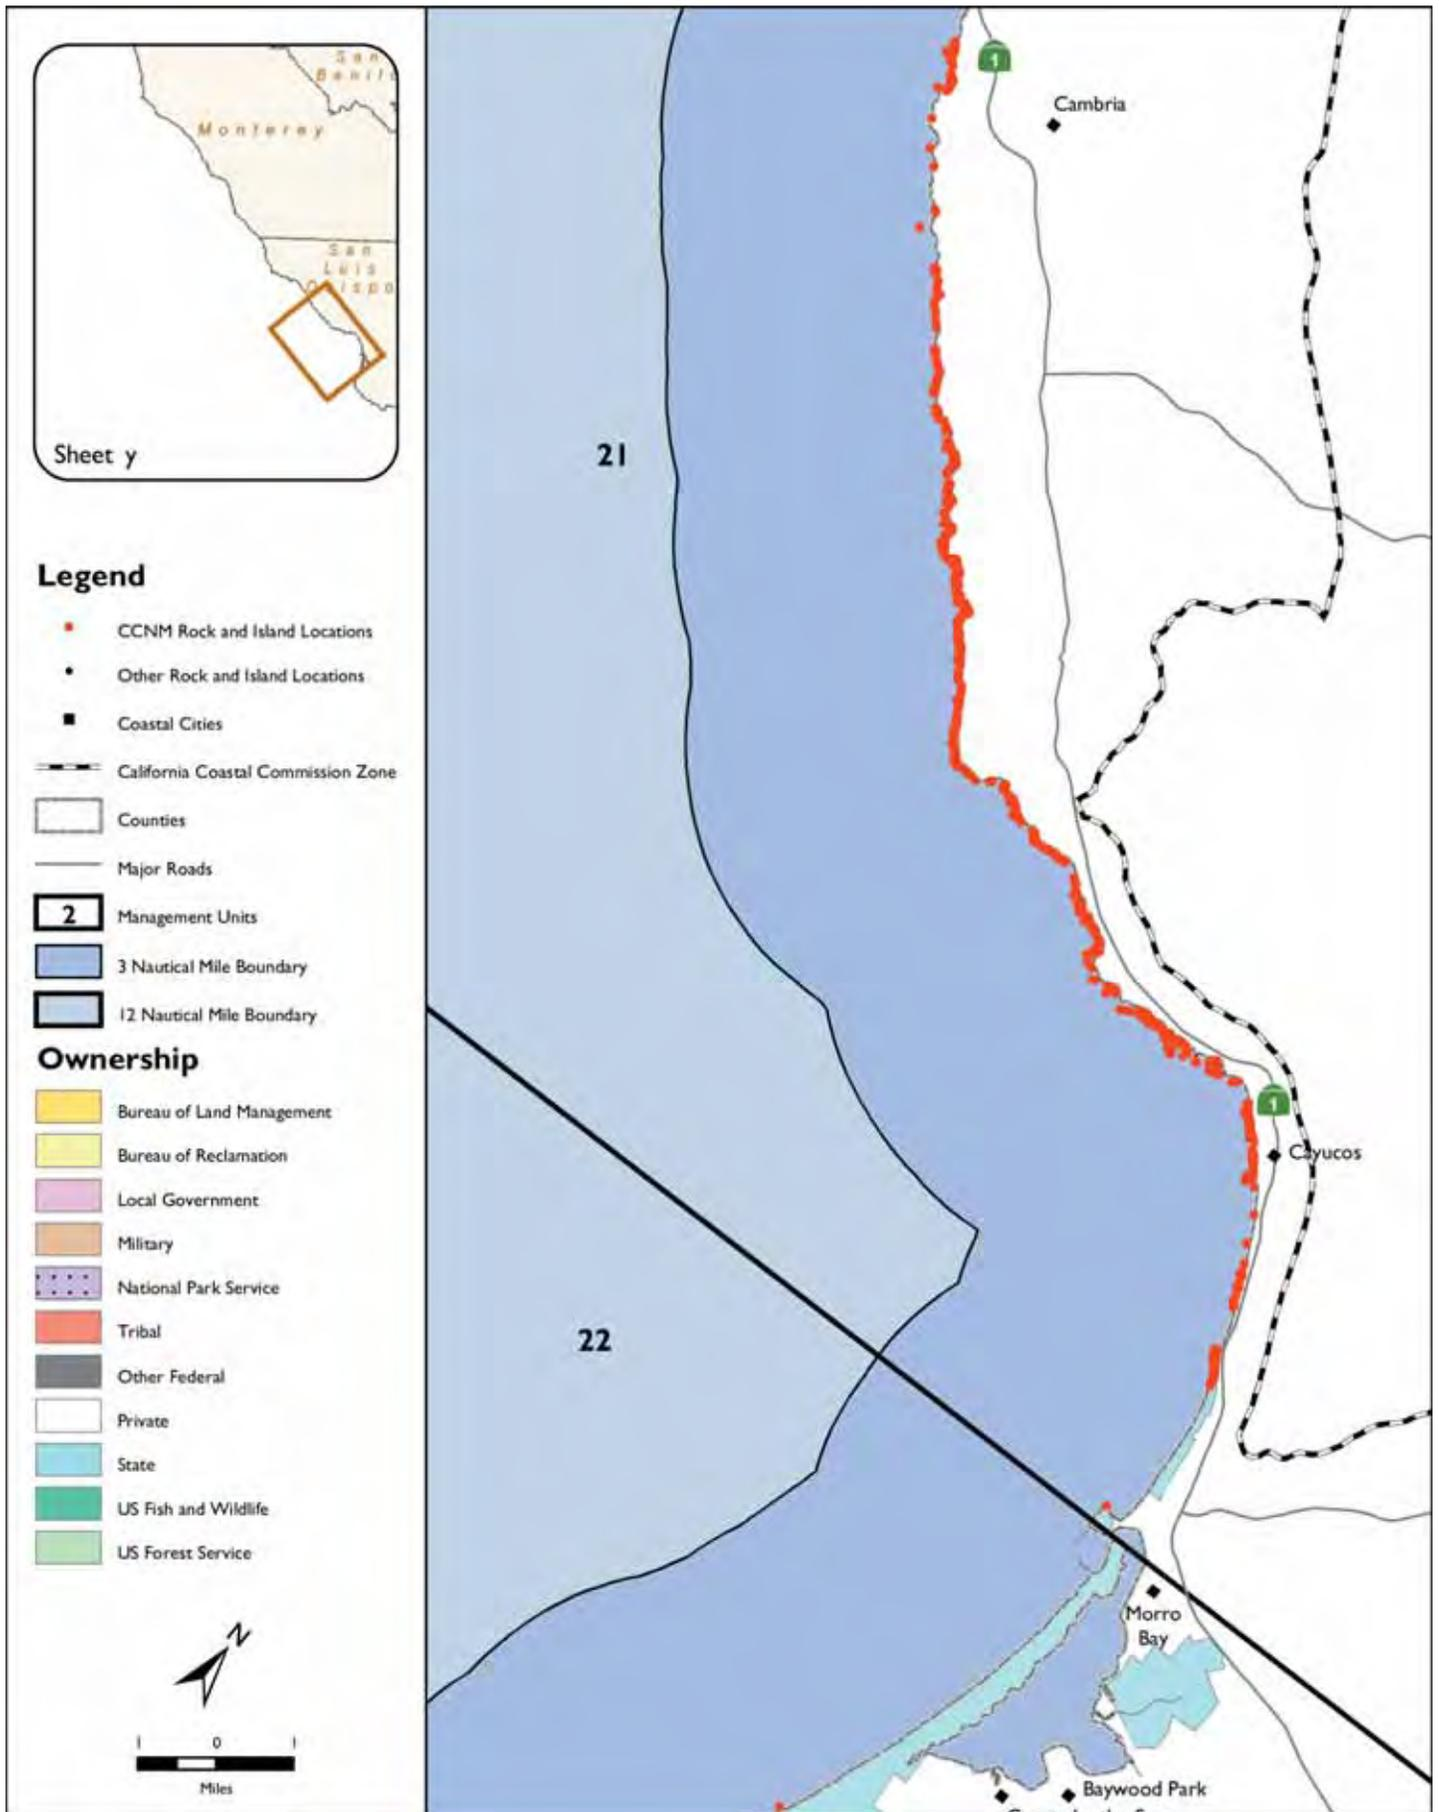 San
Benito
Monterey
San
Luis
Obispo
Sheet y
Legend
CCNM Rock and Island Locations
Other Rock and Island Locations
Coastal Cities
California Coastal Commission Zone
Counties
Major Roads
2
Management Units
3 Nautical Mile Boundary
12 Nautical Mile Boundary
Ownership
Bureau of Land Management
Bureau of Reclamation
Local Government
Military
National Park Service
Tribal
Other Federal
Private
State
US Fish and Wildlife
US Forest Service
N
1 0 1
Miles
1
Cambria
21
1
Cayucos
22
Morro
Bay
Baywood Park